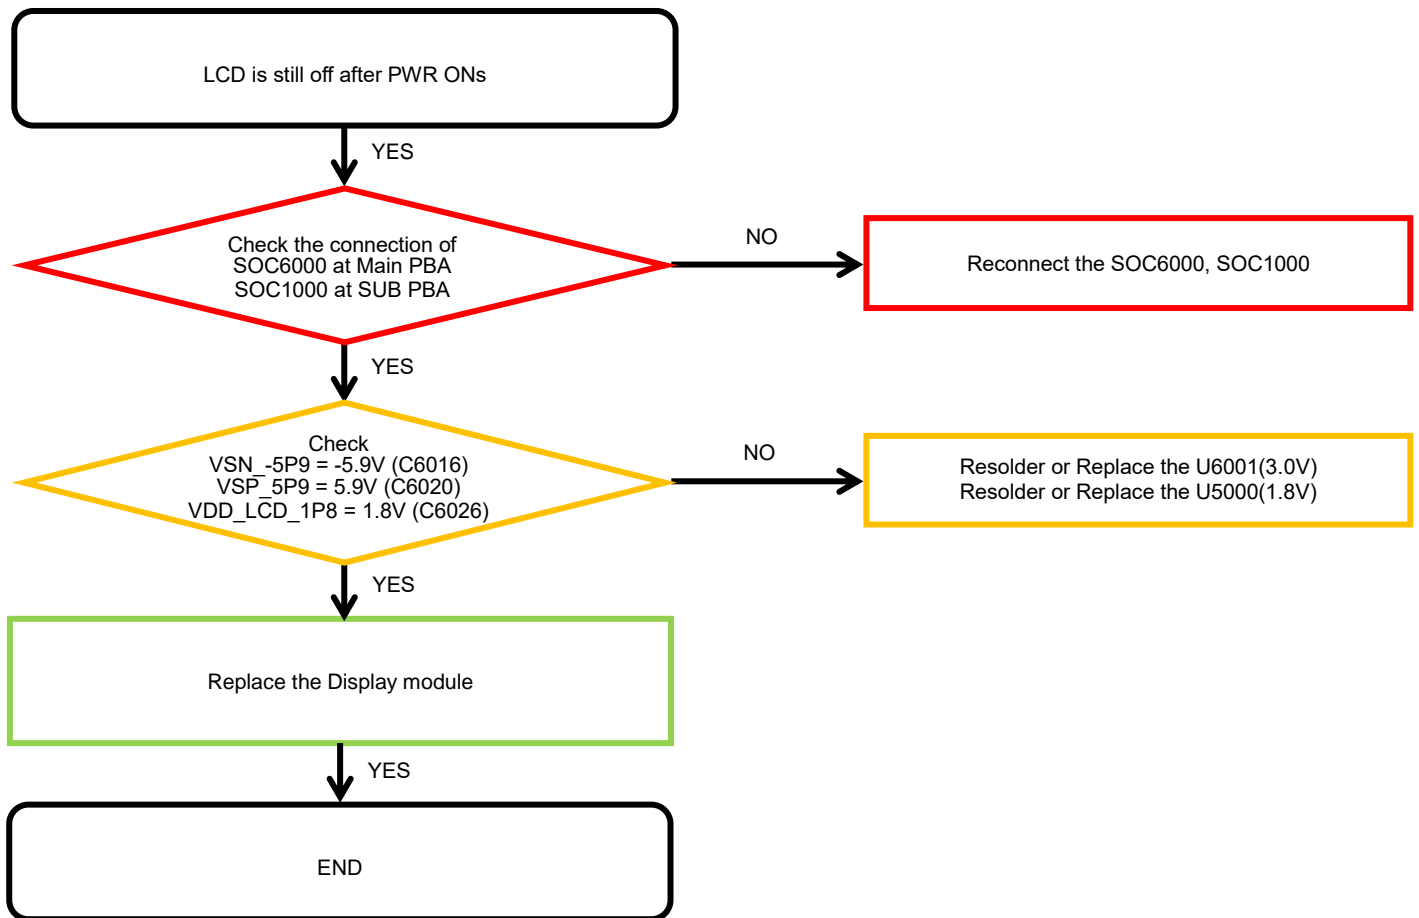 LCD is still off after PWR ONs
YES
Check the connection of
SOC6000 at Main PBA
SOC1000 at SUB PBA
NO
Reconnect the SOC6000, SOC1000
YES
Check
VSN_-5P9 = -5.9V (C6016)
VSP_5P9 = 5.9V (C6020)
VDD_LCD_1P8 = 1.8V (C6026)
NO
Resolder or Replace the U6001(3.0V)
Resolder or Replace the U5000(1.8V)
YES
Replace the Display module
YES
END